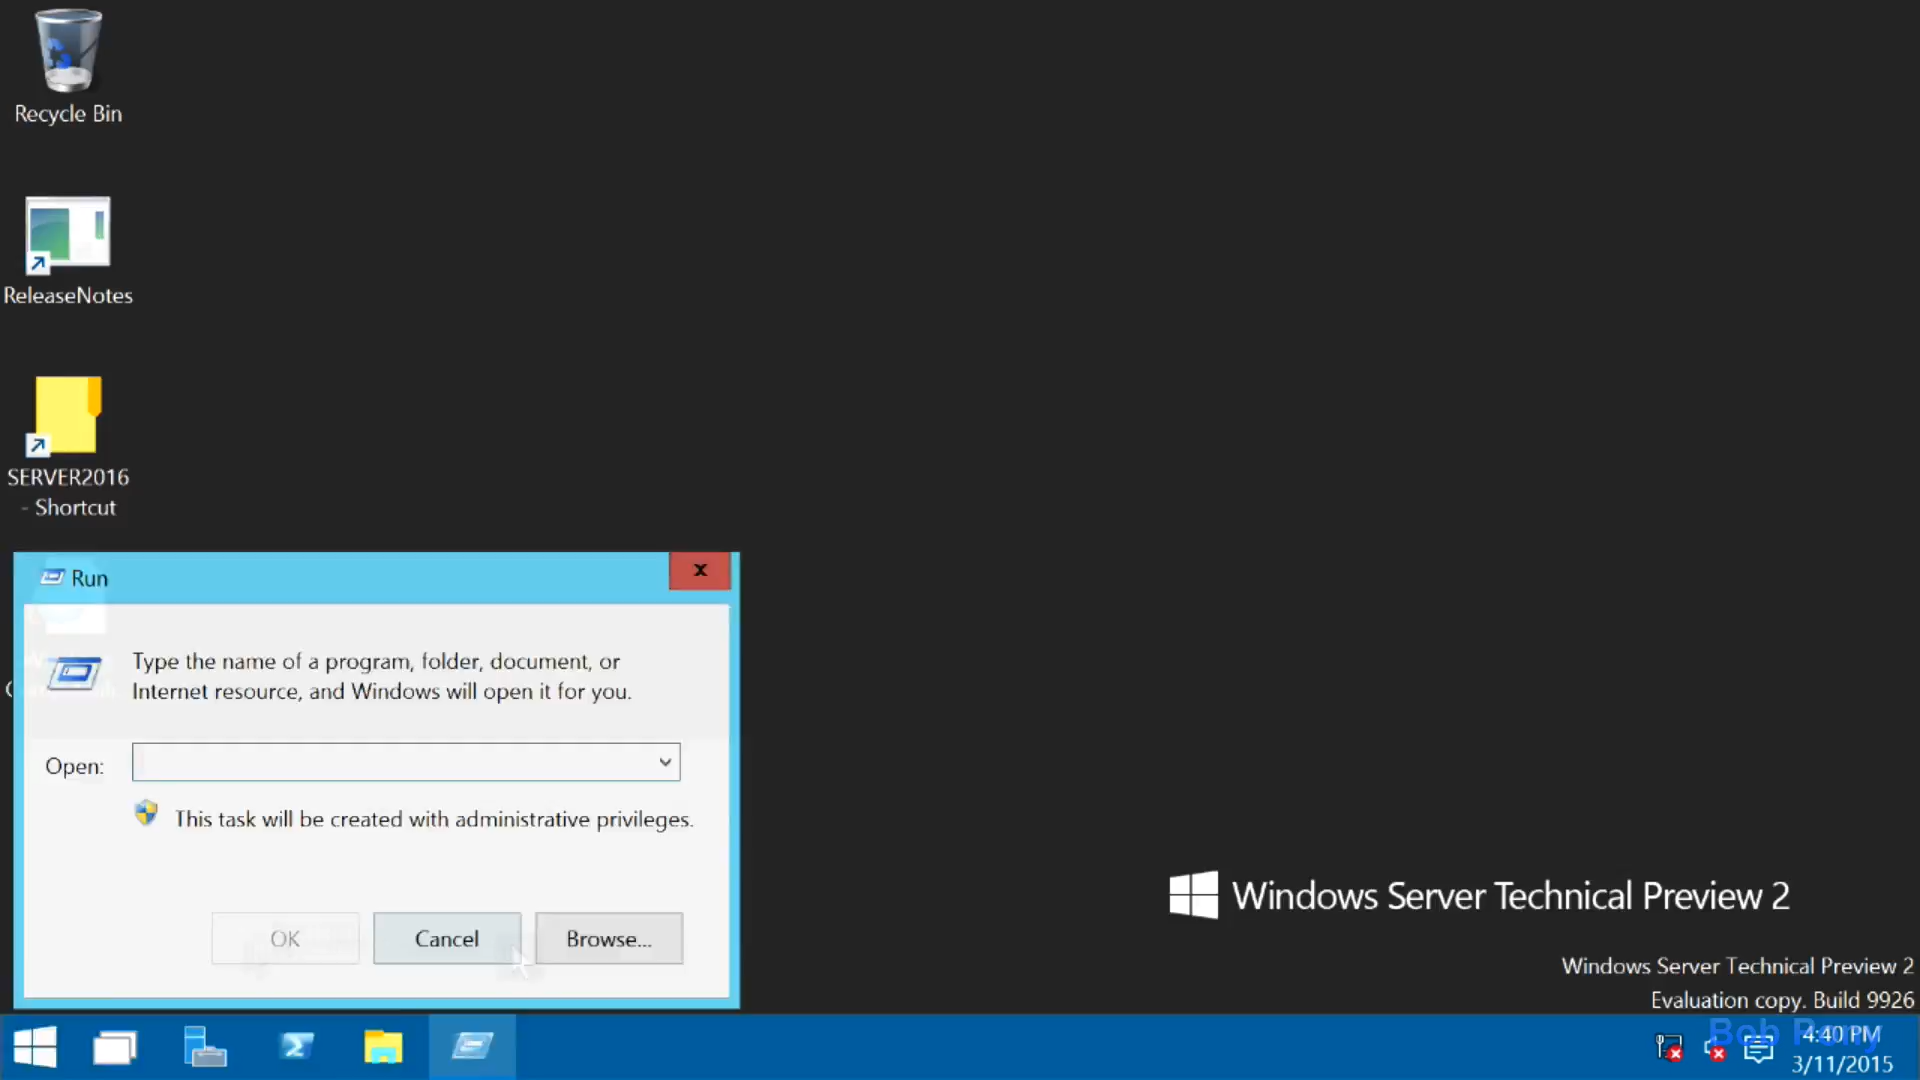 Recycle Bin
ReleaseNotes
SERVER2016
- Shortcut
Run
x
Type the name of a program, folder, document, or
Internet resource, and Windows will open it for you.
Open:
This task will be created with administrative privileges.
OK
Cancel
Browse...
Windows Server Technical Preview 2
Windows Server Technical Preview 2
Evaluation copy. Build 9926
Bob Pony
4:40 PM
3/11/2015